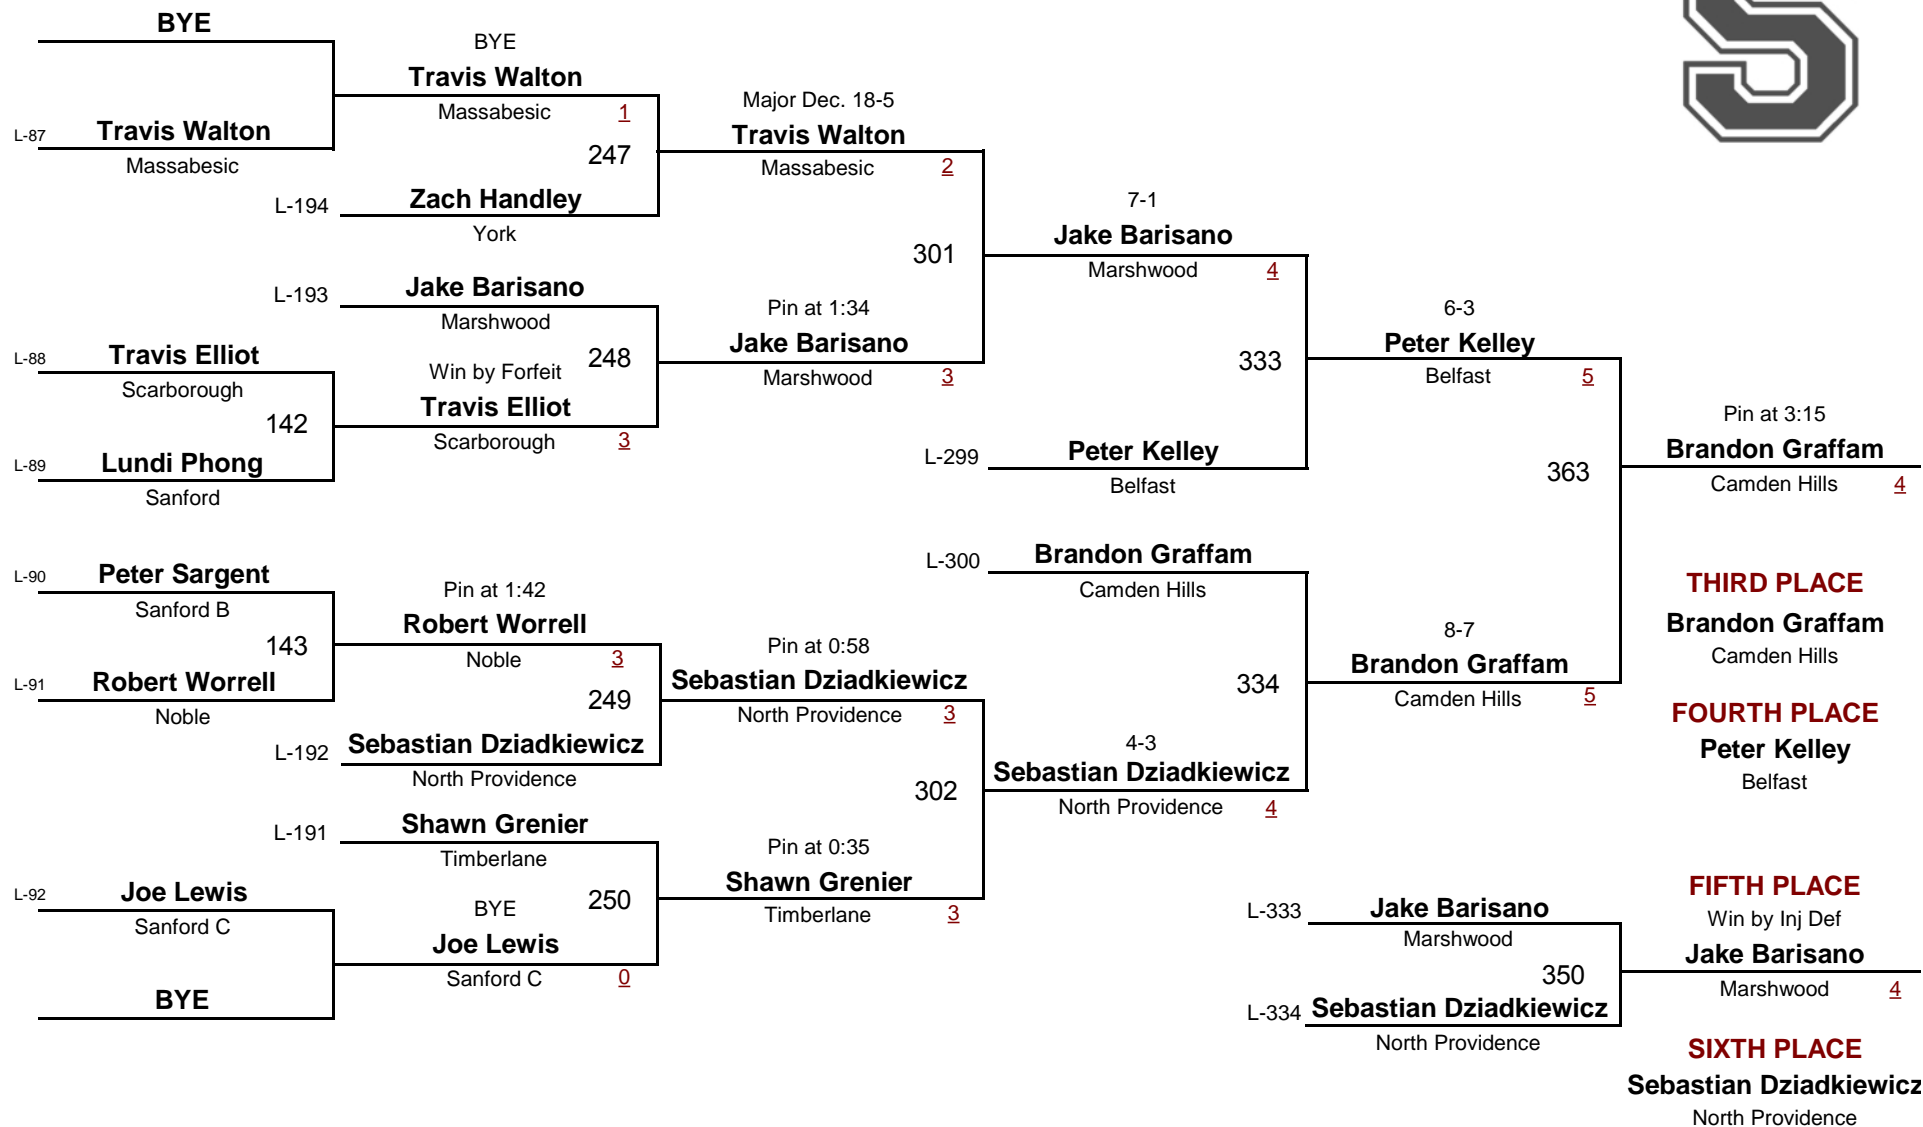 BYE
L-87
Travis Walton
Massabesic
BYE
Travis Walton
Massabesic
1
247
L-194
Zach Handley
York
Major Dec. 18-5
Travis Walton
Massabesic
2
L-193
Jake Barisano
Marshwood
L-88
Travis Elliot
Scarborough
142
L-89
Lundi Phong
Sanford
Win by Forfeit
Travis Elliot
Scarborough
3
248
Pin at 1:34
Jake Barisano
Marshwood
3
301
7-1
Jake Barisano
Marshwood
4
333
L-299
Peter Kelley
Belfast
6-3
Peter Kelley
Belfast
5
363
Pin at 3:15
Brandon Graffam
Camden Hills
4
L-90
Peter Sargent
Sanford B
143
L-91
Robert Worrell
Noble
Pin at 1:42
Robert Worrell
Noble
3
249
L-192
Sebastian Dziadkiewicz
North Providence
Pin at 0:58
Sebastian Dziadkiewicz
North Providence
3
L-191
Shawn Grenier
Timberlane
L-92
Joe Lewis
Sanford C
BYE
BYE
Joe Lewis
Sanford C
0
250
Pin at 0:35
Shawn Grenier
Timberlane
3
302
L-300
Brandon Graffam
Camden Hills
334
4-3
Sebastian Dziadkiewicz
North Providence
4
8-7
Brandon Graffam
Camden Hills
5
THIRD PLACE
Brandon Graffam
Camden Hills
FOURTH PLACE
Peter Kelley
Belfast
L-333
Jake Barisano
Marshwood
350
L-334
Sebastian Dziadkiewicz
North Providence
FIFTH PLACE
Win by Inj Def
Jake Barisano
Marshwood
4
SIXTH PLACE
Sebastian Dziadkiewicz
North Providence
S